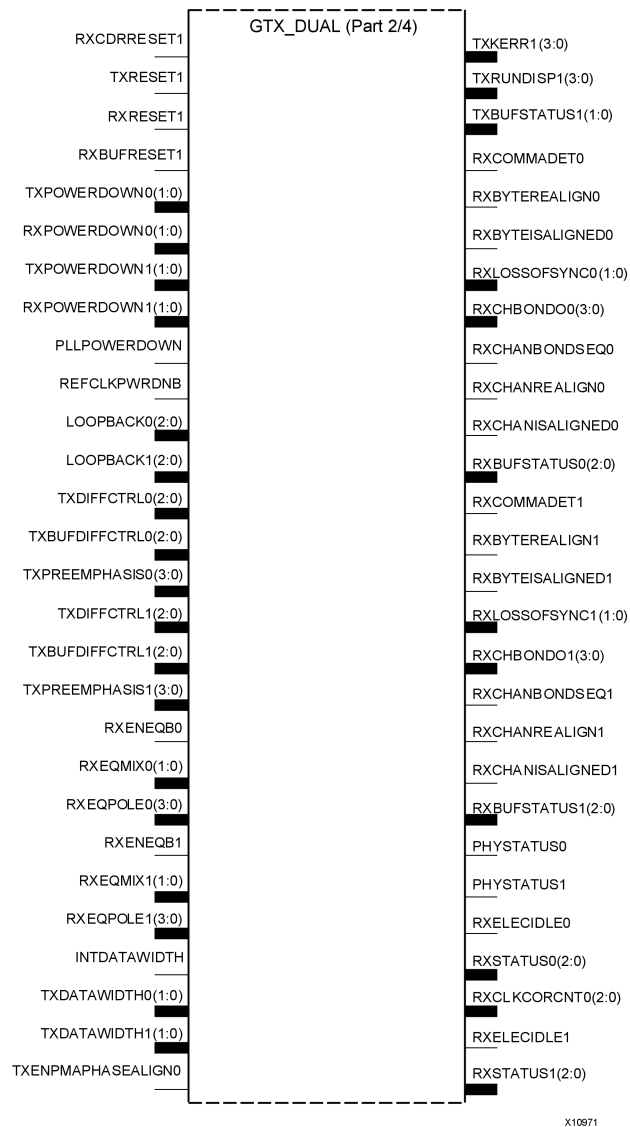 GTX_DUAL (Part 2/4)
RXCDRRESET1
TXRESET1
RXRESET1
RXBUFRESET1
TXPOWERDOWN0(1:0)
RXPOWERDOWN0(1:0)
TXPOWERDOWN1(1:0)
RXPOWERDOWN1(1:0)
PLLPOWERDOWN
REFCLKPWRDNB
LOOPBACK0(2:0)
LOOPBACK1(2:0)
TXDIFFCTRL0(2:0)
TXBUFDIFFCTRL0(2:0)
TXPREEMPHASIS0(3:0)
TXDIFFCTRL1(2:0)
TXBUFDIFFCTRL1(2:0)
TXPREEMPHASIS1(3:0)
RXENEQB0
RXEQMIX0(1:0)
RXEQPOLE0(3:0)
RXENEQB1
RXEQMIX1(1:0)
RXEQPOLE1(3:0)
INTDATAWIDTH
TXDATAWIDTH0(1:0)
TXDATAWIDTH1(1:0)
TXENPMAPHASEALIGN0
TXKERR1(3:0)
TXRUNDISP1(3:0)
TXBUFSTATUS1(1:0)
RXCOMMADET0
RXBYTEREALIGN0
RXBYTEISALIGNED0
RXLOSSOFSYNC0(1:0)
RXCHBONDO0(3:0)
RXCHANBONDSEQ0
RXCHANREALIGN0
RXCHANISALIGNED0
RXBUFSTATUS0(2:0)
RXCOMMADET1
RXBYTEREALIGN1
RXBYTEISALIGNED1
RXLOSSOFSYNC1(1:0)
RXCHBONDO1(3:0)
RXCHANBONDSEQ1
RXCHANREALIGN1
RXCHANISALIGNED1
RXBUFSTATUS1(2:0)
PHYSTATUS0
PHYSTATUS1
RXELECIDLE0
RXSTATUS0(2:0)
RXCLKCORCNT0(2:0)
RXELECIDLE1
RXSTATUS1(2:0)
X10971